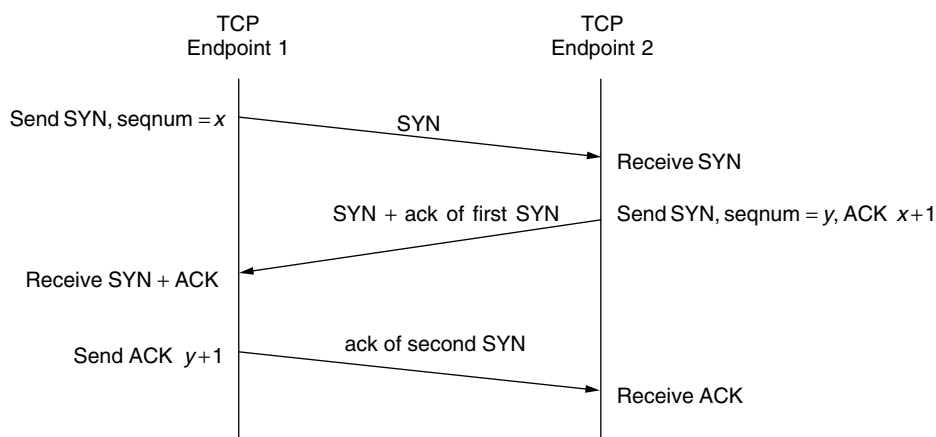 TCP
Endpoint 1
TCP
Endpoint 2
Send SYN, seqnum = x
SYN
Receive SYN
SYN + ack of first SYN
Send SYN, seqnum = y, ACK x+1
Receive SYN + ACK
Send ACK y+1
ack of second SYN
Receive ACK